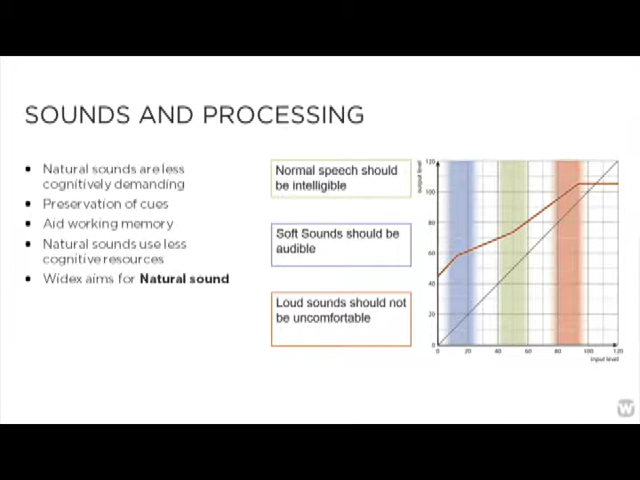 SOUNDS AND PROCESSING
• Natural sounds are less
cognitively demanding
• Preservation of cues
• Aid working memory
• Natural sounds use less
cognitive resources
• Widex aims for Natural sound
Normal speech should
be intelligible
Soft Sounds should be
audible
Loud sounds should not
be uncomfortable
output level
120
100
80
60
40
20
0
0 20 40 60 80 100 120
input level
W